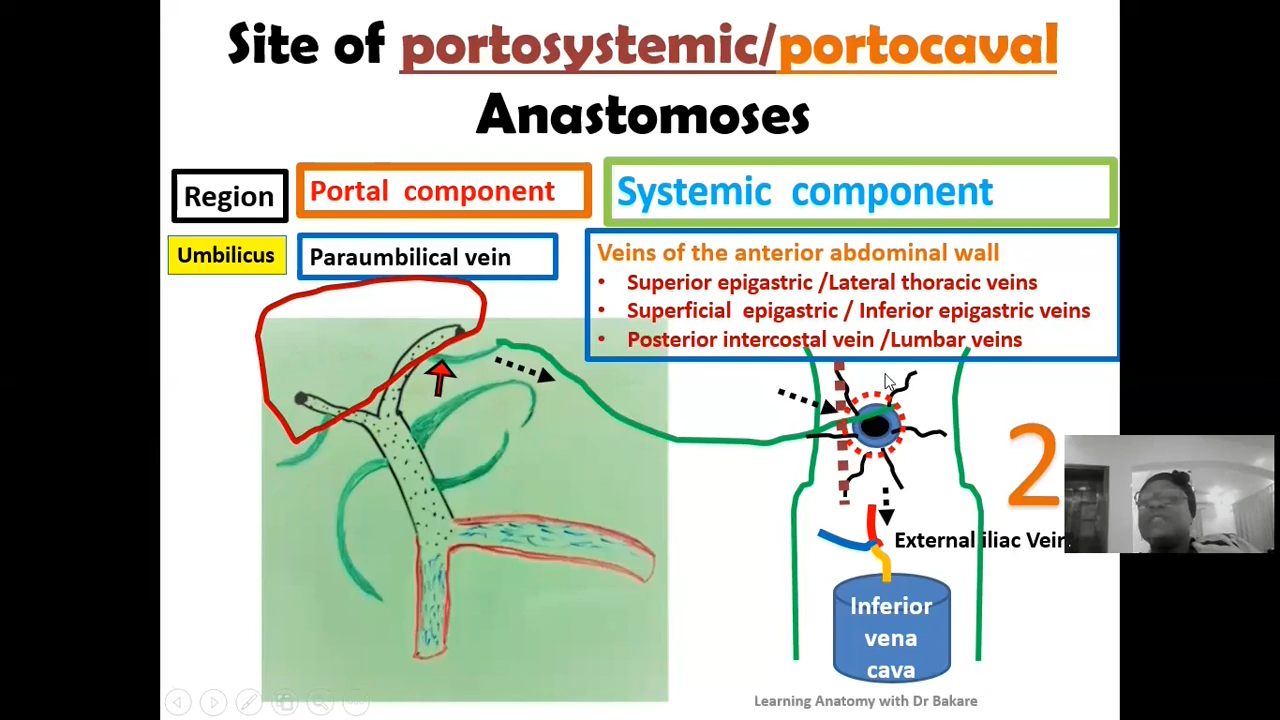 Site of portosystemic/portocaval
Anastomoses
Region
Portal component
Systemic component
Umbilicus
Paraumbilical vein
Veins of the anterior abdominal wall
• Superior epigastric /Lateral thoracic veins
• Superficial epigastric / Inferior epigastric veins
• Posterior intercostal vein /Lumbar veins
2
External iliac Vein
Inferior
vena
cava
Learning Anatomy with Dr Bakare